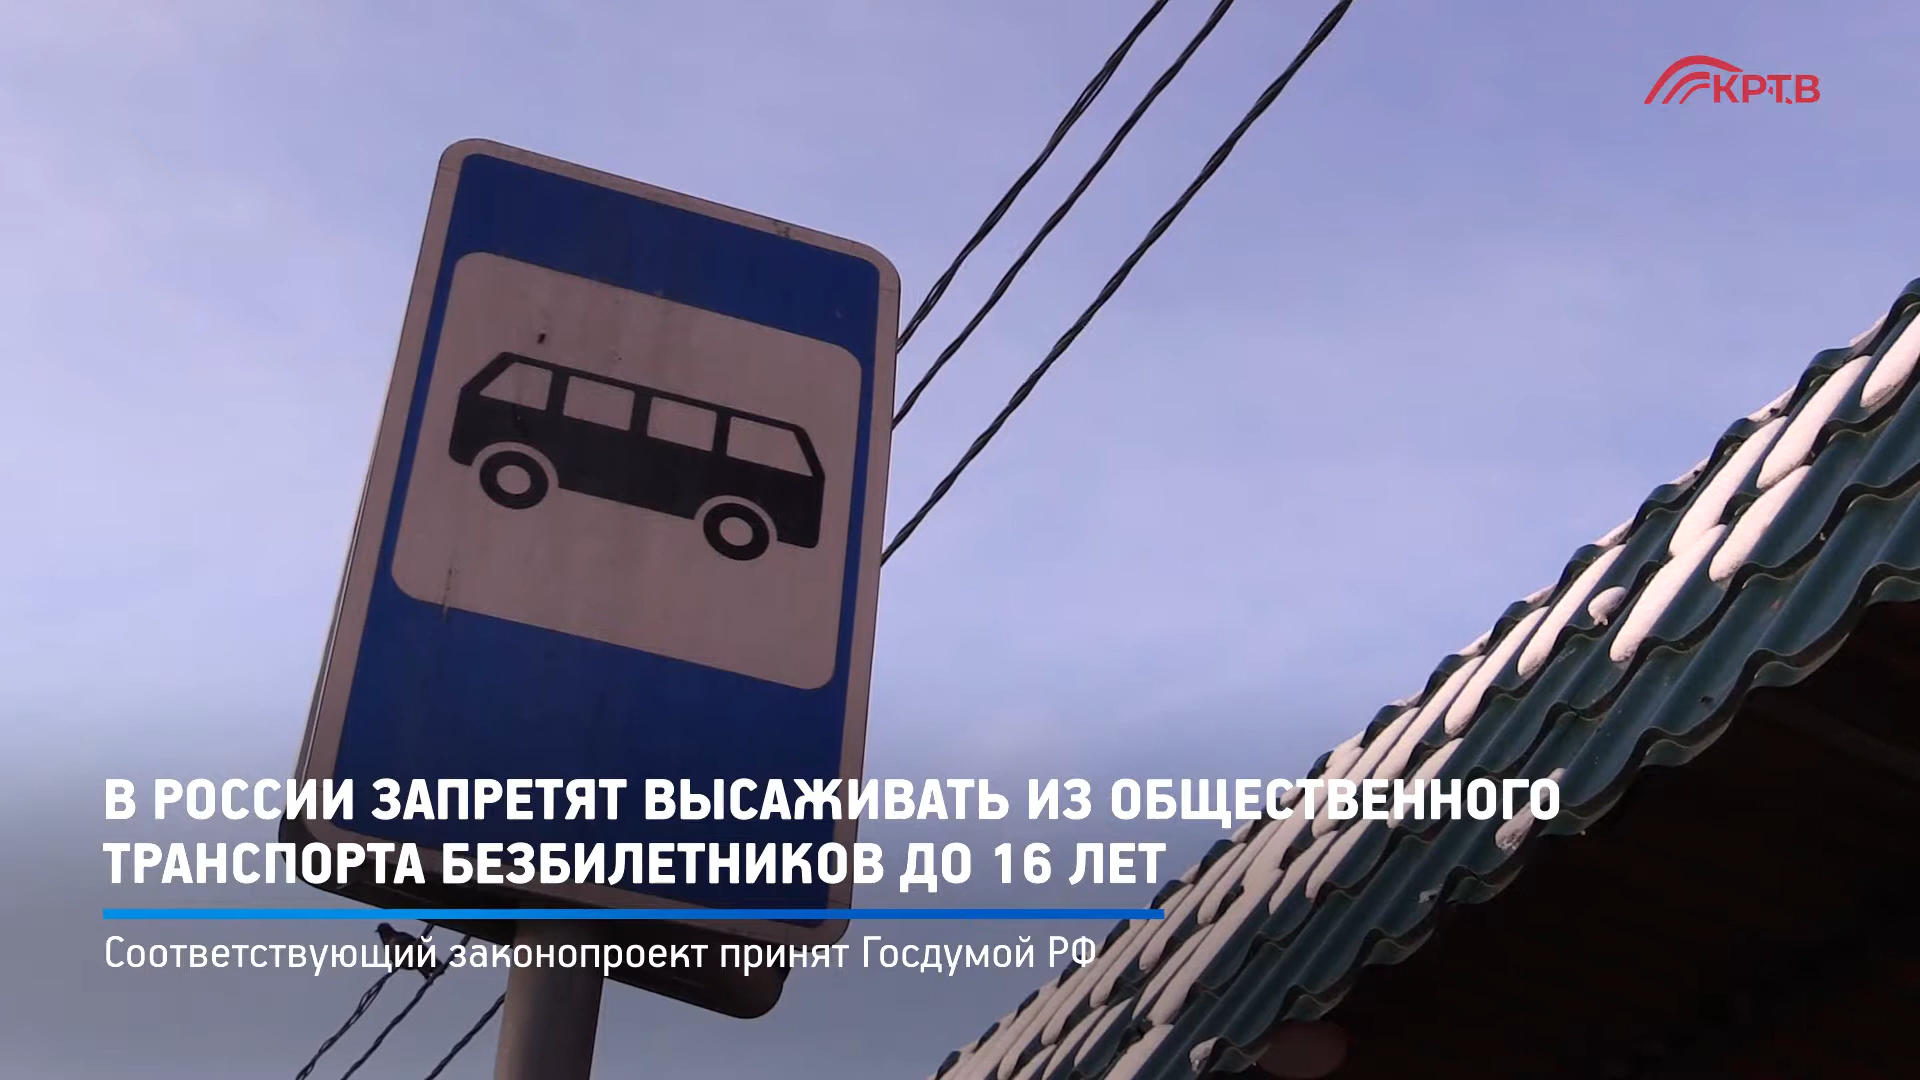 КРТВ
В РОССИИ ЗАПРЕТЯТ ВЫСАЖИВАТЬ ИЗ ОБЩЕСТВЕННОГО
ТРАНСПОРТА БЕЗБИЛЕТНИКОВ ДО 16 ЛЕТ
Соответствующий законопроект принят Госдумой РФ